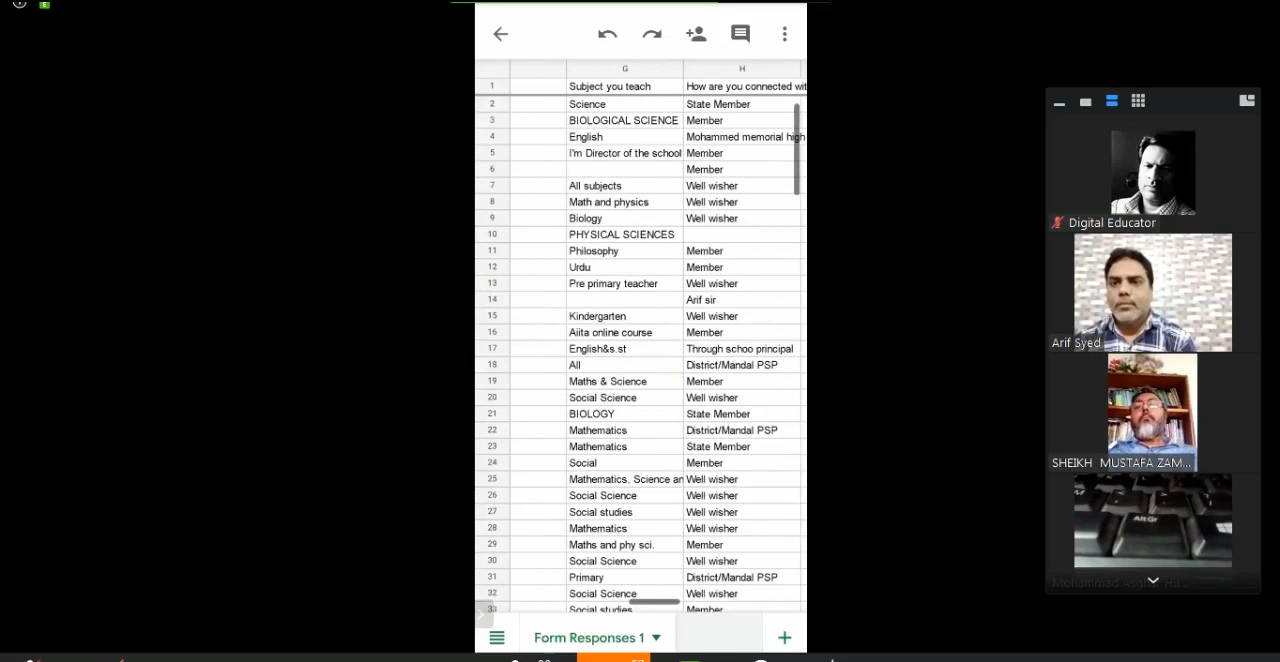 G H
1 Subject you teach How are you connected wit
2 Science State Member
3 BIOLOGICAL SCIENCE Member
4 English Mohammed memorial high
5 I'm Director of the school Member
6 Member
7 All subjects Well wisher
8 Math and physics Well wisher
9 Biology Well wisher
10 PHYSICAL SCIENCES
11 Philosophy Member
12 Urdu Member
13 Pre primary teacher Well wisher
14 Arif sir
15 Kindergarten Well wisher
16 Aiita online course Member
17 English&s.st Through schoo principal
18 All District/Mandal PSP
19 Maths & Science Member
20 Social Science Well wisher
21 BIOLOGY State Member
22 Mathematics District/Mandal PSP
23 Mathematics State Member
24 Social Member
25 Mathematics, Science an Well wisher
26 Social Science Well wisher
27 Social studies Well wisher
28 Mathematics Well wisher
29 Maths and phy sci. Member
30 Social Science Well wisher
31 Primary District/Mandal PSP
32 Social Science Well wisher
33 Social studies Member
Form Responses 1
Digital Educator
Arif Syed
SHEIKH MUSTAFA ZAM...
Alt Gr
Mohammad